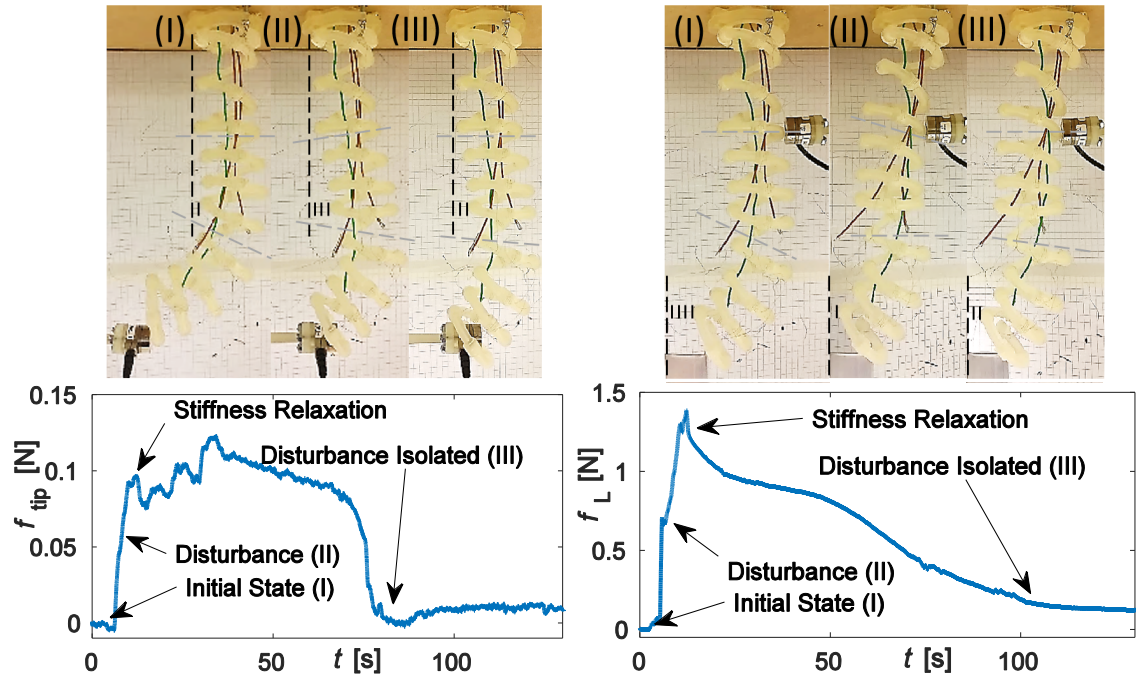 (I) (II) (III)
(I) (II) (III)
0.15
0.1
0.05
0
f tip [N]
Stiffness Relaxation
Disturbance Isolated (III)
Disturbance (II)
Initial State (I)
0 50 100
t [s]
1.5
1
0.5
0
f L [N]
Stiffness Relaxation
Disturbance Isolated (III)
Disturbance (II)
Initial State (I)
0 50 100
t [s]